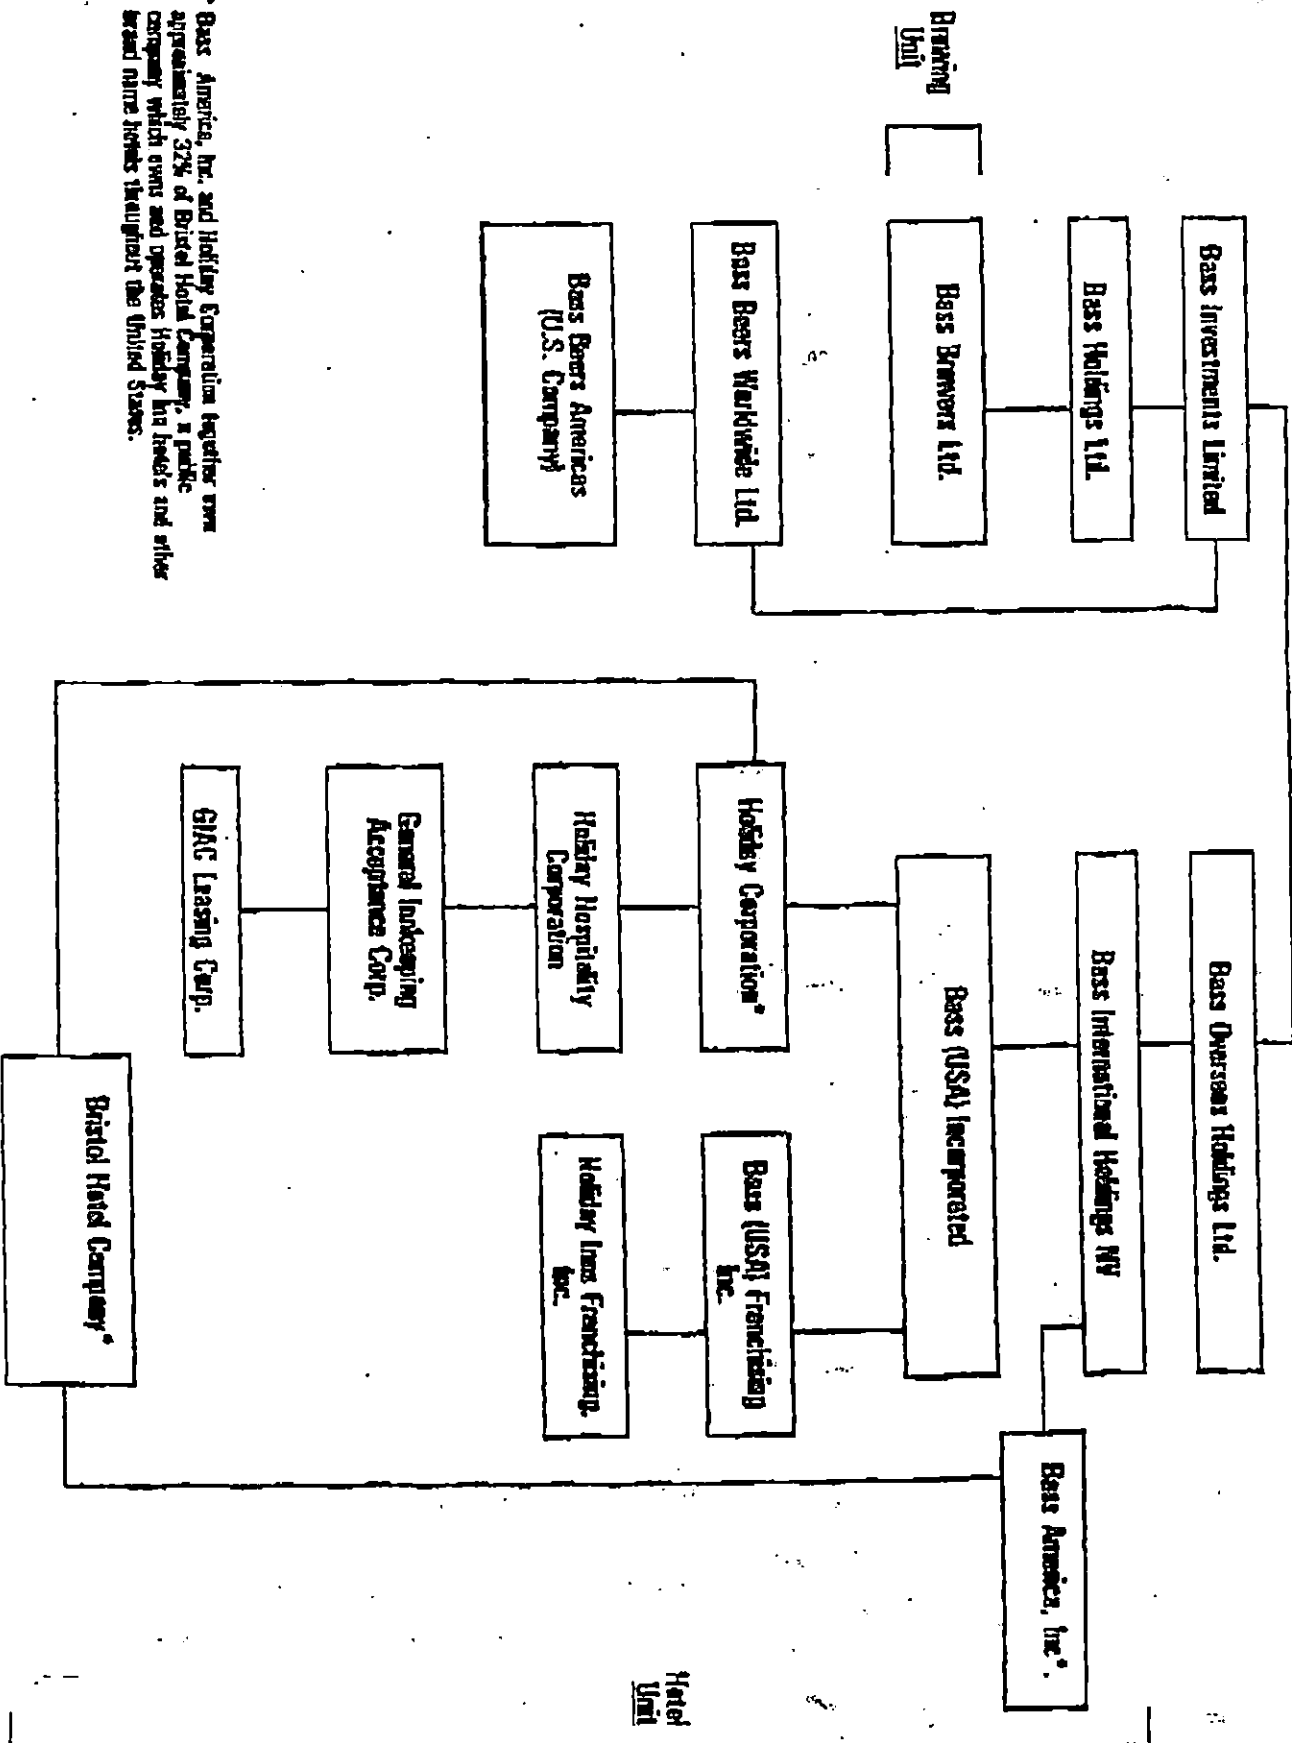 Bass Investments Limited
Bass Overseas Holdings Ltd.
Bass Holdings Ltd.
Bass International Holdings NV
Bass America, Inc*.
Brewing
Unit
Bass Brewers Ltd.
Bass (USA) Incorporated
Bass Beers Worldwide Ltd.
Holiday Corporation*
Bass (USA) Franchising
Inc.
Hotel
Unit
Bass Beers Americas
(U.S. Company)
Holiday Hospitality
Corporation
Holiday Inns Franchising,
Inc.
General Innkeeping
Acceptance Corp.
GIAC Leasing Corp.
Bristol Hotel Company*
* Bass America, Inc. and Holiday Corporation together own
approximately 32% of Bristol Hotel Company, a public
company which owns and operates Holiday Inn hotels and other
brand name hotels throughout the United States.